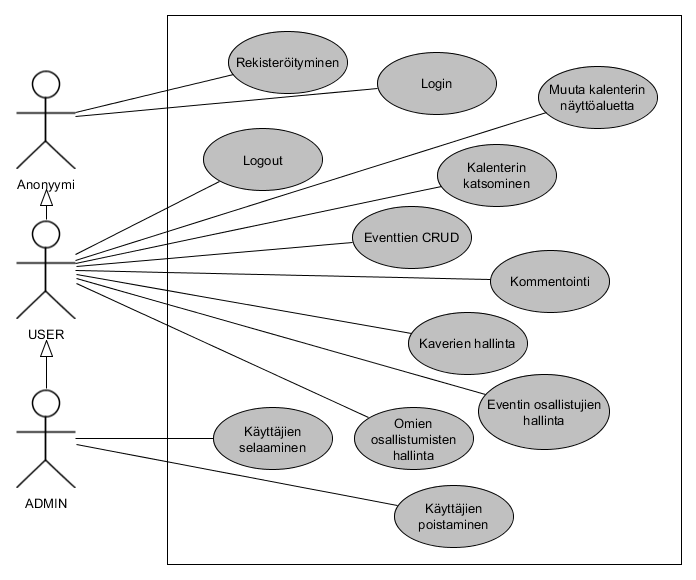 Rekisteröityminen
Login
Muuta kalenterin
näyttöaluetta
Logout
Kalenterin
katsominen
Anonyymi
Eventtien CRUD
Kommentointi
USER
Kaverien hallinta
Eventin osallistujien
hallinta
Käyttäjien
selaaminen
Omien
osallistumisten
hallinta
ADMIN
Käyttäjien
poistaminen